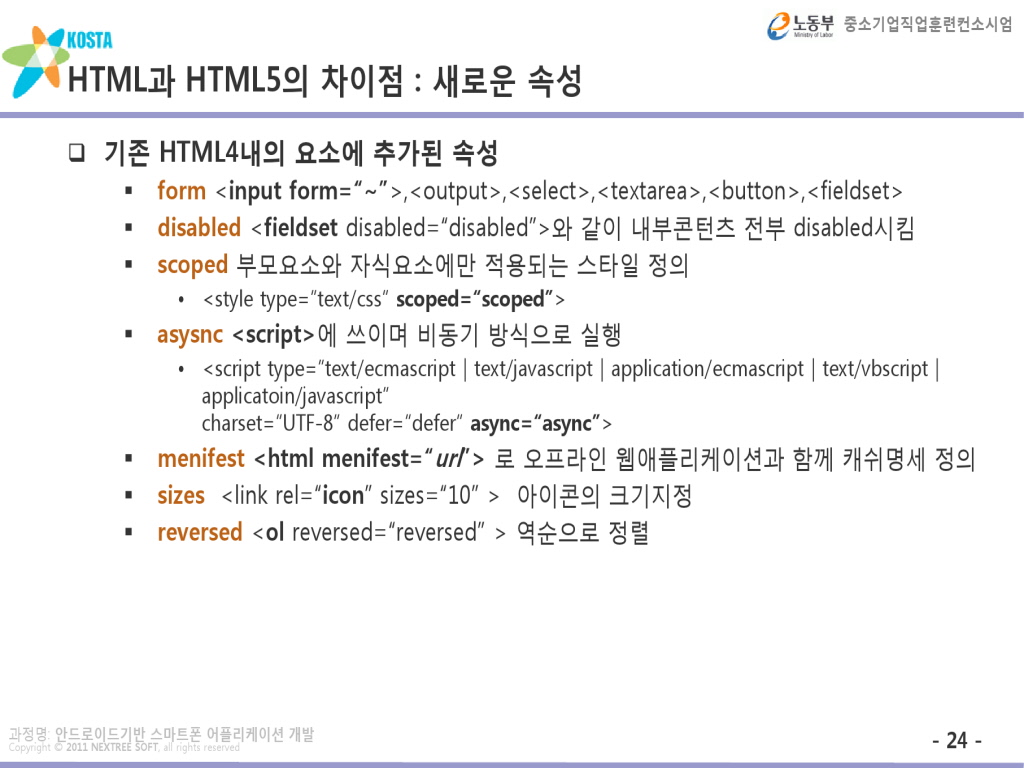 노동부 중소기업직업훈련컨소시엄
Ministry of Labor
KOSTA
HTML과 HTML5의 차이점 : 새로운 속성
❑ 기존 HTML4내의 요소에 추가된 속성
▪ form <input form=“~”>,<output>,<select>,<textarea>,<button>,<fieldset>
▪ disabled <fieldset disabled=“disabled”>와 같이 내부콘텐츠 전부 disabled시킴
▪ scoped 부모요소와 자식요소에만 적용되는 스타일 정의
• <style type=“text/css” scoped=“scoped”>
▪ asysnc <script>에 쓰이며 비동기 방식으로 실행
• <script type=“text/ecmascript | text/javascript | application/ecmascript | text/vbscript |
applicatoin/javascript”
charset=“UTF-8” defer=“defer” async=“async”>
▪ menifest <html menifest=“url”> 로 오프라인 웹애플리케이션과 함께 캐쉬명세 정의
▪ sizes <link rel=“icon” sizes=“10” > 아이콘의 크기지정
▪ reversed <ol reversed=“reversed” > 역순으로 정렬
과정명: 안드로이드기반 스마트폰 어플리케이션 개발
Copyright © 2011 NEXTREE SOFT, all rights reserved
- 24 -